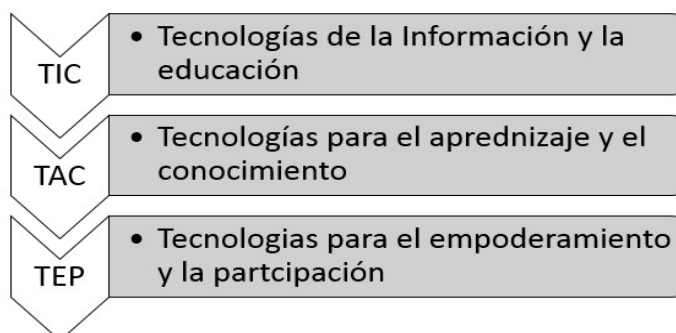 TIC
• Tecnologías de la Información y la
educación
TAC
• Tecnologías para el aprednizaje y el
conocimiento
TEP
• Tecnologias para el empoderamiento
y la partcipación